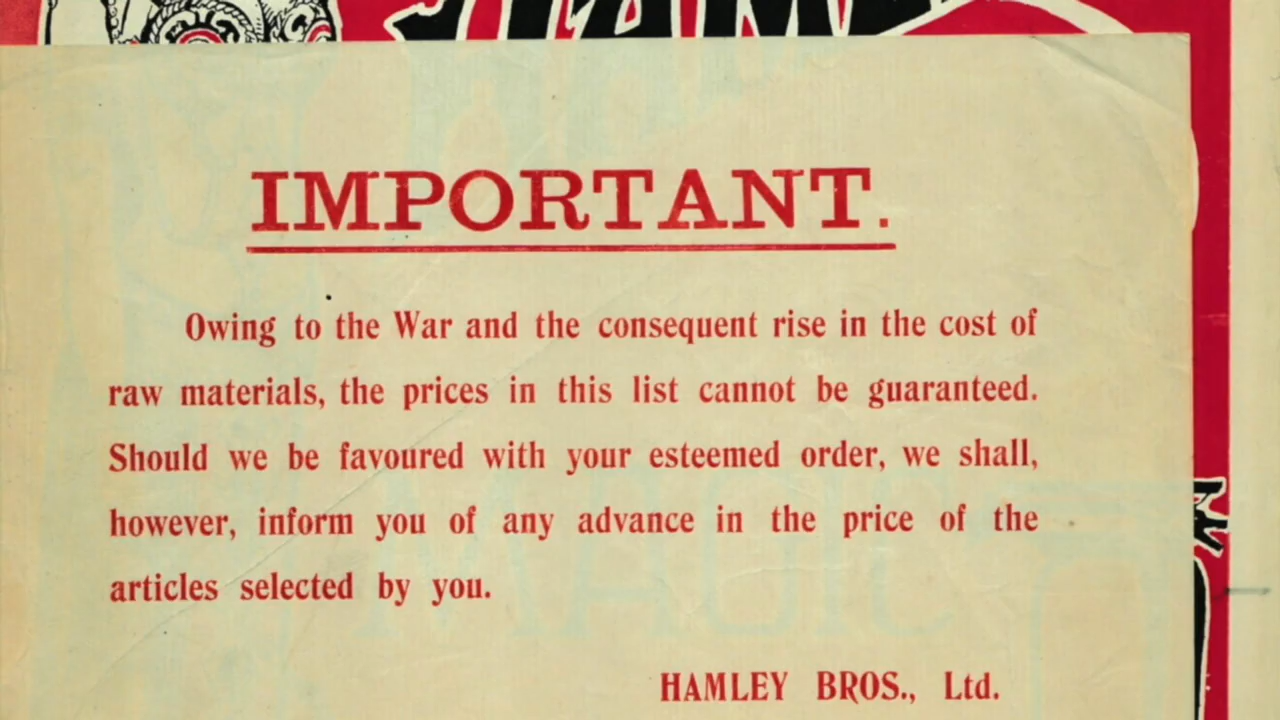 IMPORTANT.
Owing to the War and the consequent rise in the cost of
raw materials, the prices in this list cannot be guaranteed.
Should we be favoured with your esteemed order, we shall,
however, inform you of any advance in the price of the
articles selected by you.
HAMLEY BROS., Ltd.